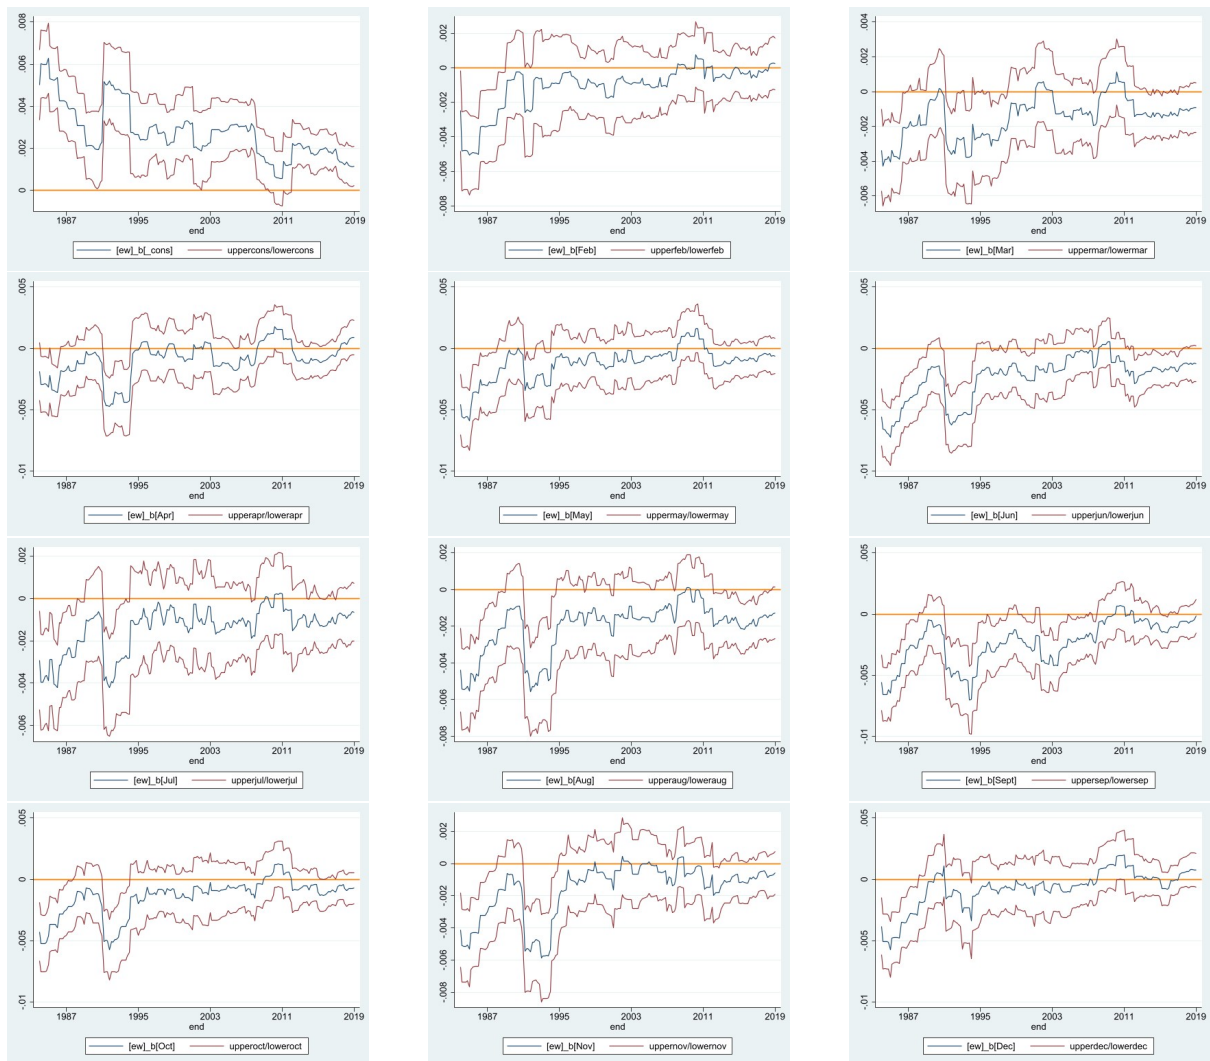 .008
.006
.004
.002
0
1987 1995 2003 2011 2019
end
[ew]_b[_cons] uppercons/lowercons
.002
0
-.002
-.004
-.006
-.008
1987 1995 2003 2011 2019
end
[ew]_b[Feb] upperfeb/lowerfeb
.004
.002
0
-.002
-.004
-.006
1987 1995 2003 2011 2019
end
[ew]_b[Mar] uppermar/lowermar
.005
0
-.005
-.01
1987 1995 2003 2011 2019
end
[ew]_b[Apr] upperapr/lowerapr
.005
0
-.005
-.01
1987 1995 2003 2011 2019
end
[ew]_b[May] uppermay/lowermay
.005
0
-.005
-.01
1987 1995 2003 2011 2019
end
[ew]_b[Jun] upperjun/lowerjun
.002
0
-.002
-.004
-.006
1987 1995 2003 2011 2019
end
[ew]_b[Jul] upperjul/lowerjul
.002
0
-.002
-.004
-.006
-.008
1987 1995 2003 2011 2019
end
[ew]_b[Aug] upperaug/loweraug
.005
0
-.005
-.01
1987 1995 2003 2011 2019
end
[ew]_b[Sept] uppersep/lowersep
.005
0
-.005
-.01
1987 1995 2003 2011 2019
end
[ew]_b[Oct] upperoct/loweroct
.002
0
-.002
-.004
-.006
-.008
1987 1995 2003 2011 2019
end
[ew]_b[Nov] uppernov/lowernov
.005
0
-.005
-.01
1987 1995 2003 2011 2019
end
[ew]_b[Dec] upperdec/lowerdec